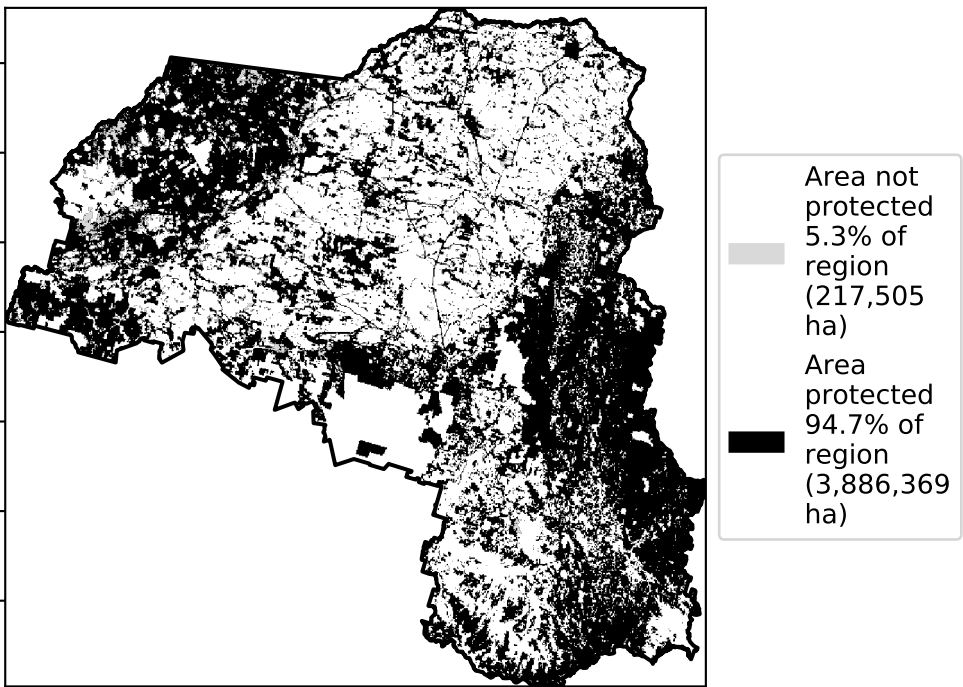 Area not
protected
5.3% of
region
(217,505
ha)
Area
protected
94.7% of
region
(3,886,369
ha)